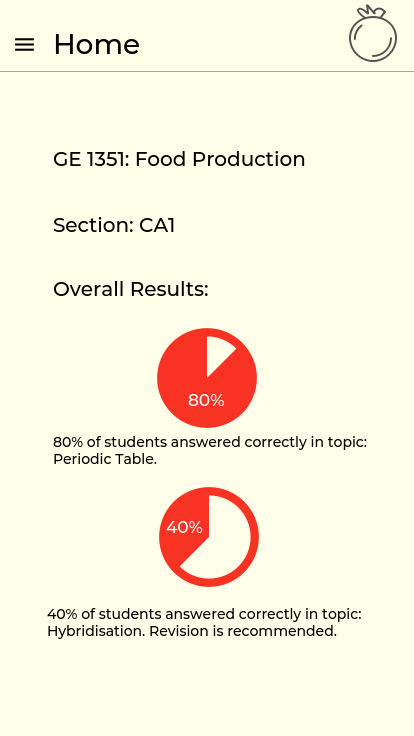 Home
GE 1351: Food Production
Section: CA1
Overall Results:
80%
80% of students answered correctly in topic:
Periodic Table.
40%
40% of students answered correctly in topic:
Hybridisation. Revision is recommended.